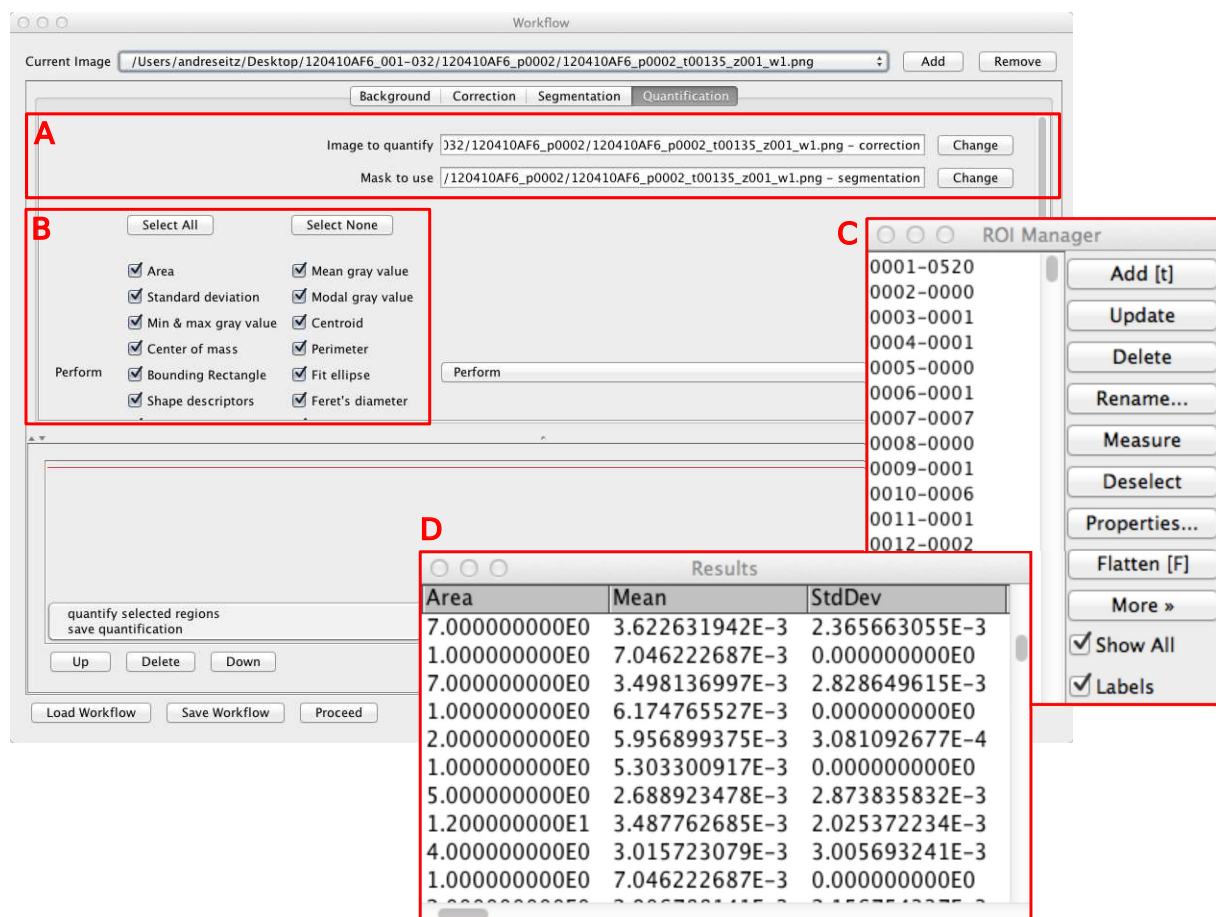 Workflow
Current Image /Users/andreseitz/Desktop/120410AF6_001-032/120410AF6_p0002/120410AF6_p0002_t00135_z001_w1.png Add Remove
Background Correction Segmentation Quantification
A
Image to quantify )32/120410AF6_p0002/120410AF6_p0002_t00135_z001_w1.png - correction Change
Mask to use /120410AF6_p0002/120410AF6_p0002_t00135_z001_w1.png - segmentation Change
B
Select All Select None
Area Mean gray value
Standard deviation Modal gray value
Min & max gray value Centroid
Center of mass Perimeter
Perform Bounding Rectangle Fit ellipse Perform
Shape descriptors Feret's diameter
quantify selected regions
save quantification
Up Delete Down
Load Workflow Save Workflow Proceed
C
ROI Manager
0001-0520
0002-0000
0003-0001
0004-0001
0005-0000
0006-0001
0007-0007
0008-0000
0009-0001
0010-0006
0011-0001
0012-0002
Add [t]
Update
Delete
Rename...
Measure
Deselect
Properties...
Flatten [F]
More »
Show All
Labels
D
Results
Area Mean StdDev
7.000000000E0 3.622631942E-3 2.365663055E-3
1.000000000E0 7.046222687E-3 0.000000000E0
7.000000000E0 3.498136997E-3 2.828649615E-3
1.000000000E0 6.174765527E-3 0.000000000E0
2.000000000E0 5.956899375E-3 3.081092677E-4
1.000000000E0 5.303300917E-3 0.000000000E0
5.000000000E0 2.688923478E-3 2.873835832E-3
1.200000000E1 3.487762685E-3 2.025372234E-3
4.000000000E0 3.015723079E-3 3.005693241E-3
1.000000000E0 7.046222687E-3 0.000000000E0